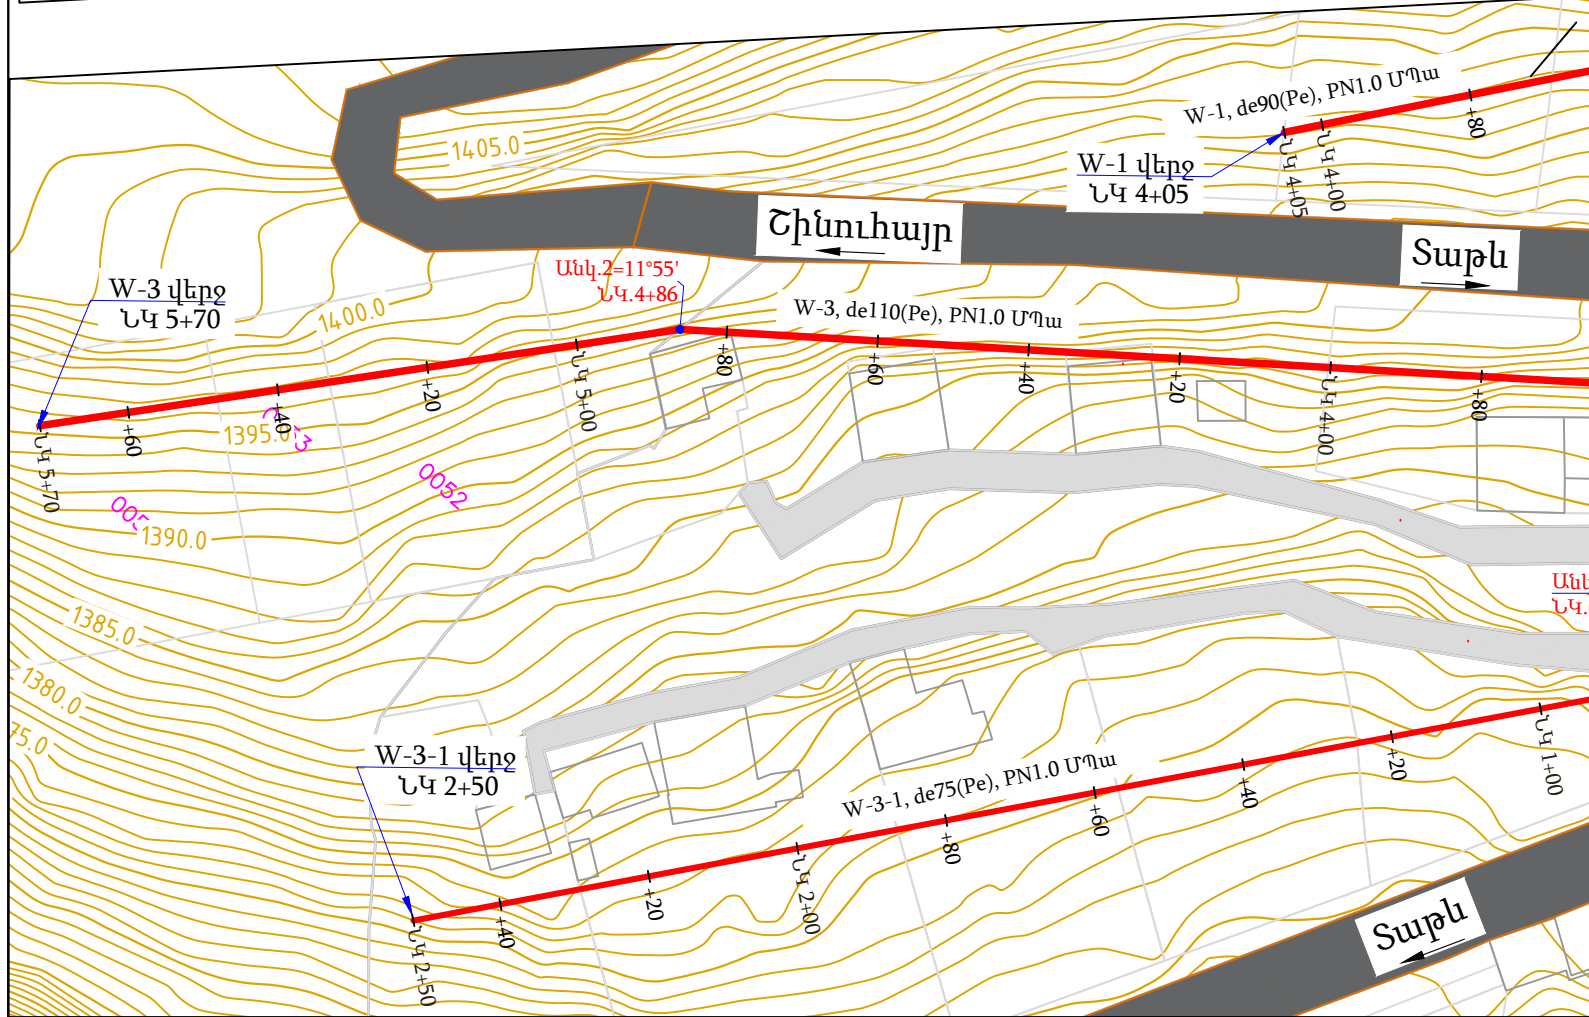 W-1, de90(Pe), PN1.0 ՄՊա
+80
1405.0
W-1 վերջ
ՆԿ 4+05
ՆԿ 4+05
ՆԿ 4+00
Շինուհայր
Տաթև
Անկ.2=11°55'
ՆԿ.4+86
W-3 վերջ
ՆԿ 5+70
1400.0
W-3, de110(Pe), PN1.0 ՄՊա
+80
+60
+40
+20
ՆԿ 4+00
+80
ՆԿ 5+00
+20
+40
+60
ՆԿ 5+70
1395.0
0052
1390.0
1385.0
1380.0
75.0
W-3-1 վերջ
ՆԿ 2+50
W-3-1, de75(Pe), PN1.0 ՄՊա
ՆԿ 1+00
+20
+40
+60
+80
ՆԿ 2+00
+20
+40
ՆԿ 2+50
Տաթև